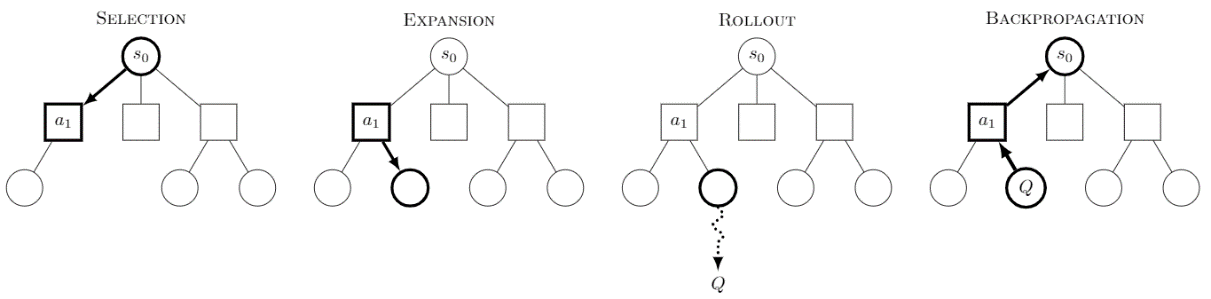 SELECTION
s₀
a₁
EXPANSION
s₀
a₁
ROLLOUT
s₀
a₁
Q
BACKPROPAGATION
s₀
a₁
Q